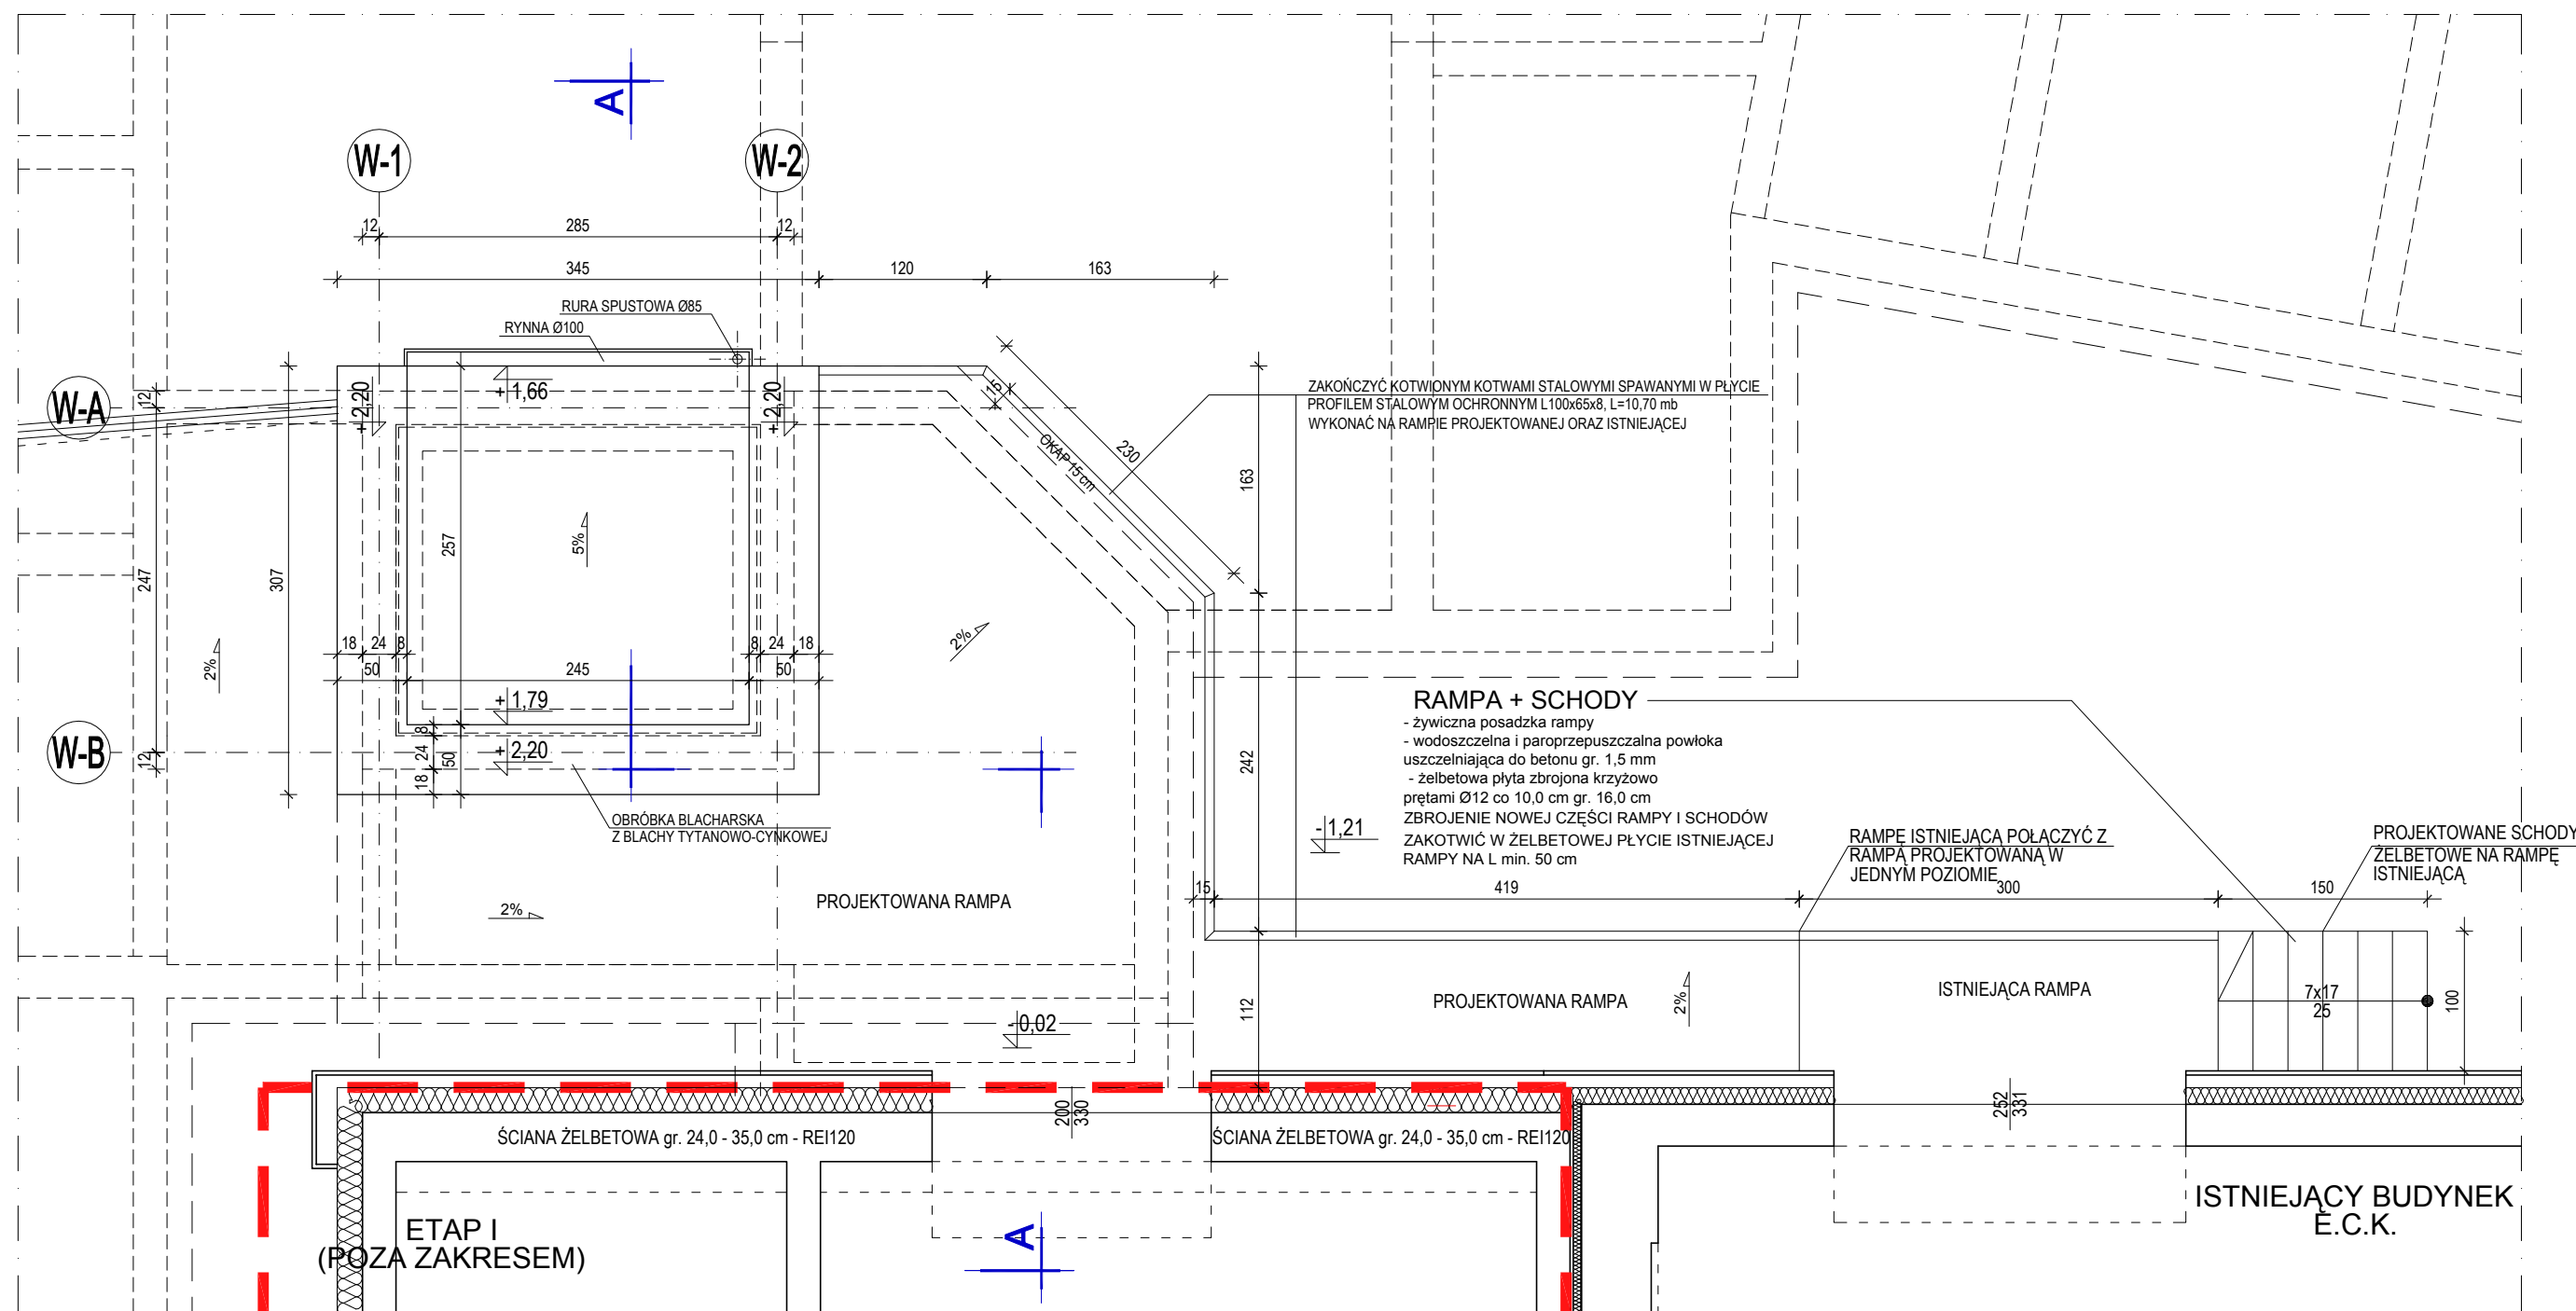 A
W-1
W-2
12
285
12
345
120
163
RURA SPUSTOWA Ø85
RYNNA Ø100
W-A
12
+ 2,20
+ 1,66
+ 2,20
15
ZAKOŃCZYĆ KOTWIONYM KOTWAMI STALOWYMI SPAWANYMI W PŁYCIE
PROFILEM STALOWYM OCHRONNYM L100x65x8, L=10,70 mb
WYKONAĆ NA RAMPIE PROJEKTOWANEJ ORAZ ISTNIEJĄCEJ
OKAP 15 cm
230
163
247
307
257
5%
2%
2%
18
24
8
8
24
18
50
245
50
+ 1,79
W-B
12
8
24
18
50
+ 2,20
OBRÓBKA BLACHARSKA
Z BLACHY TYTANOWO-CYNKOWEJ
242
RAMPA + SCHODY
- żywiczna posadzka rampy
- wodoszczelna i paroprzepuszczalna powłoka
uszczelniająca do betonu gr. 1,5 mm
- żelbetowa płyta zbrojona krzyżowo
prętami Ø12 co 10,0 cm gr. 16,0 cm
ZBROJENIE NOWEJ CZĘŚCI RAMPY I SCHODÓW
ZAKOTWIĆ W ŻELBETOWEJ PŁYCIE ISTNIEJĄCEJ
RAMPY NA L min. 50 cm
- 1,21
RAMPĘ ISTNIEJĄCĄ POŁĄCZYĆ Z
RAMPĄ PROJEKTOWANĄ W
JEDNYM POZIOMIE
PROJEKTOWANE SCHODY
ŻELBETOWE NA RAMPĘ
ISTNIEJĄCĄ
15
419
300
150
2%
PROJEKTOWANA RAMPA
112
PROJEKTOWANA RAMPA
2%
ISTNIEJĄCA RAMPA
7x17
25
100
- 0,02
200
330
252
331
ŚCIANA ŻELBETOWA gr. 24,0 - 35,0 cm - REI120
ŚCIANA ŻELBETOWA gr. 24,0 - 35,0 cm - REI120
ETAP I
(POZA ZAKRESEM)
A
ISTNIEJĄCY BUDYNEK
E.C.K.